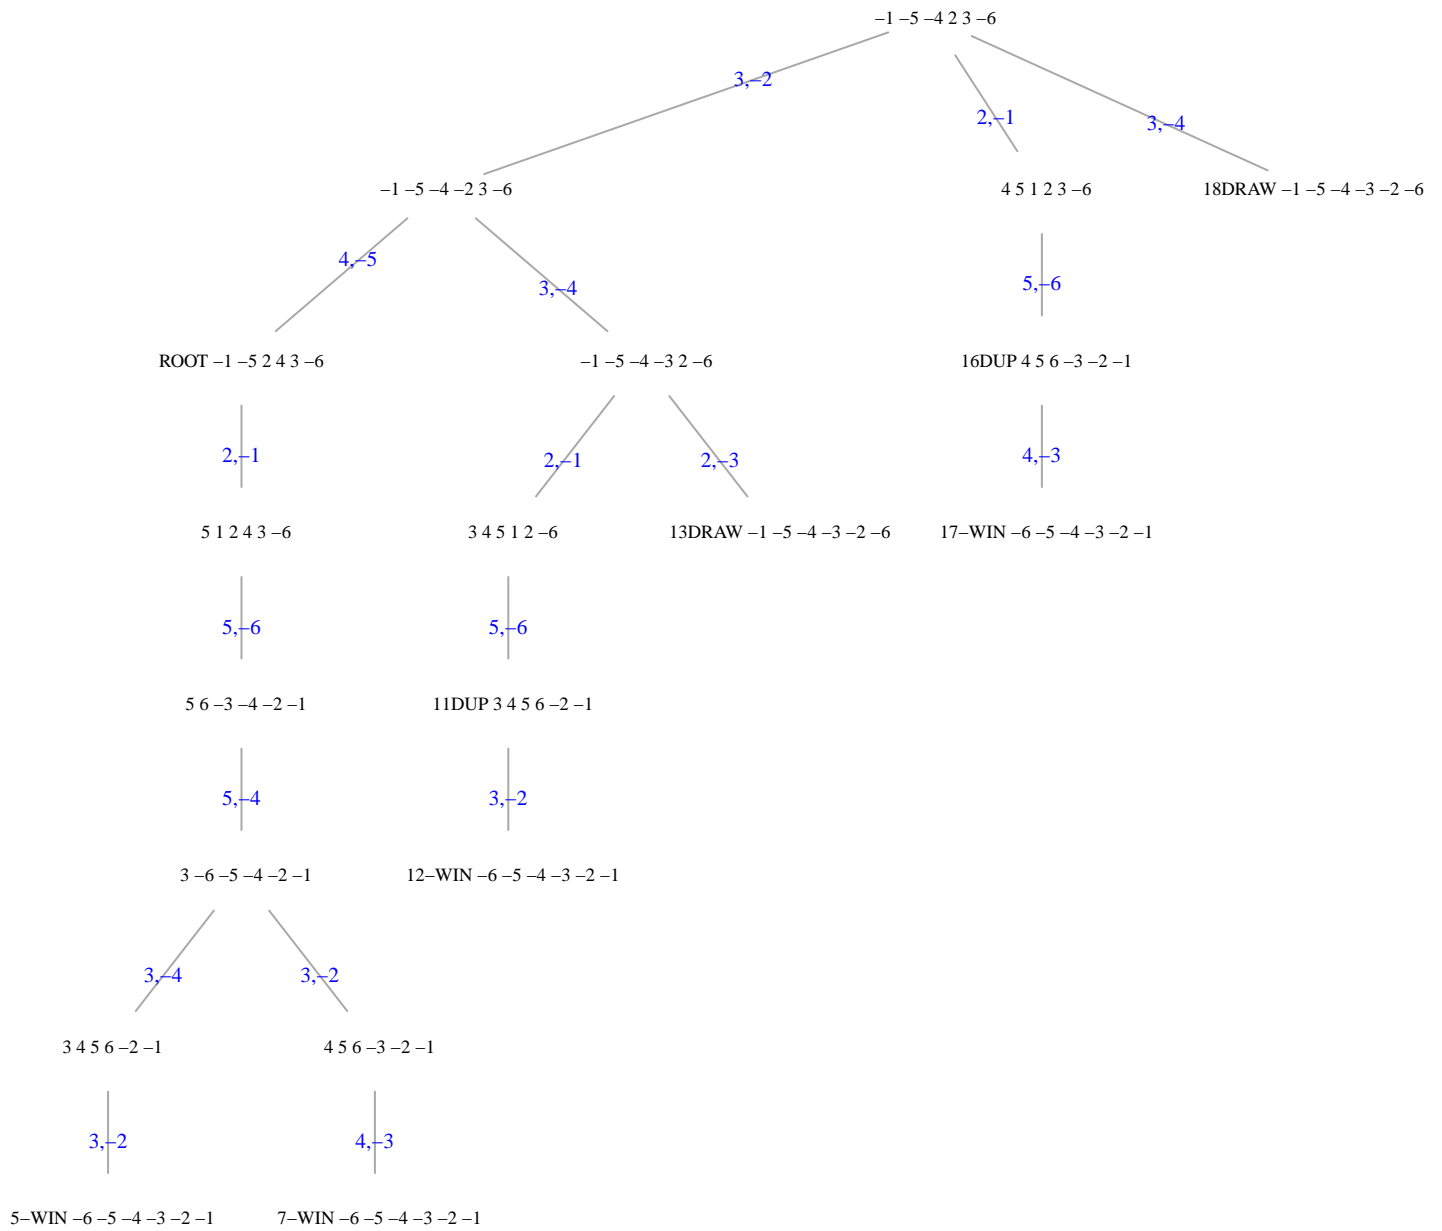 –1 –5 –4 2 3 –6
3,–2
2,–1
3,–4
–1 –5 –4 –2 3 –6
4 5 1 2 3 –6
18DRAW –1 –5 –4 –3 –2 –6
4,–5
3,–4
5,–6
ROOT –1 –5 2 4 3 –6
–1 –5 –4 –3 2 –6
16DUP 4 5 6 –3 –2 –1
2,–1
2,–1
2,–3
4,–3
5 1 2 4 3 –6
3 4 5 1 2 –6
13DRAW –1 –5 –4 –3 –2 –6
17–WIN –6 –5 –4 –3 –2 –1
5,–6
5,–6
5 6 –3 –4 –2 –1
11DUP 3 4 5 6 –2 –1
5,–4
3,–2
3 –6 –5 –4 –2 –1
12–WIN –6 –5 –4 –3 –2 –1
3,–4
3,–2
3 4 5 6 –2 –1
4 5 6 –3 –2 –1
3,–2
4,–3
5–WIN –6 –5 –4 –3 –2 –1
7–WIN –6 –5 –4 –3 –2 –1